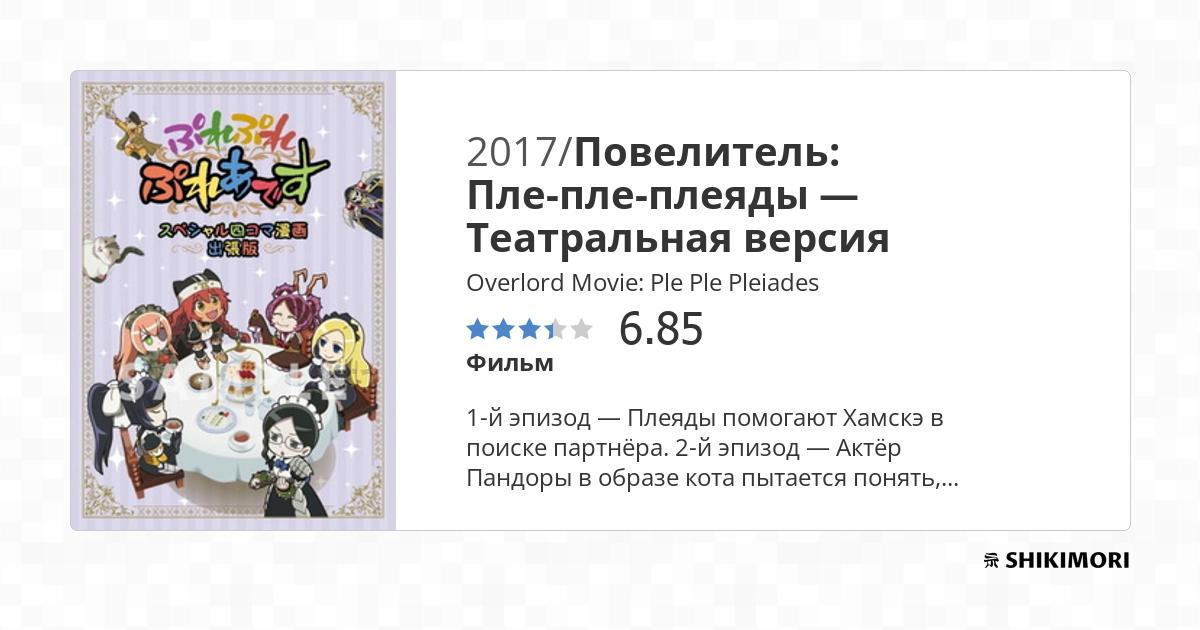 ぷれぷれ
ぷれあです
スペシャル四コマ漫画
出張版
SAMPLE
2017/Повелитель:
Пле-пле-плеяды —
Театральная версия
Overlord Movie: Ple Ple Pleiades
6.85
Фильм
1-й эпизод — Плеяды помогают Хамскэ в
поиске партнёра. 2-й эпизод — Актёр
Пандоры в образе кота пытается понять,...
SHIKIMORI